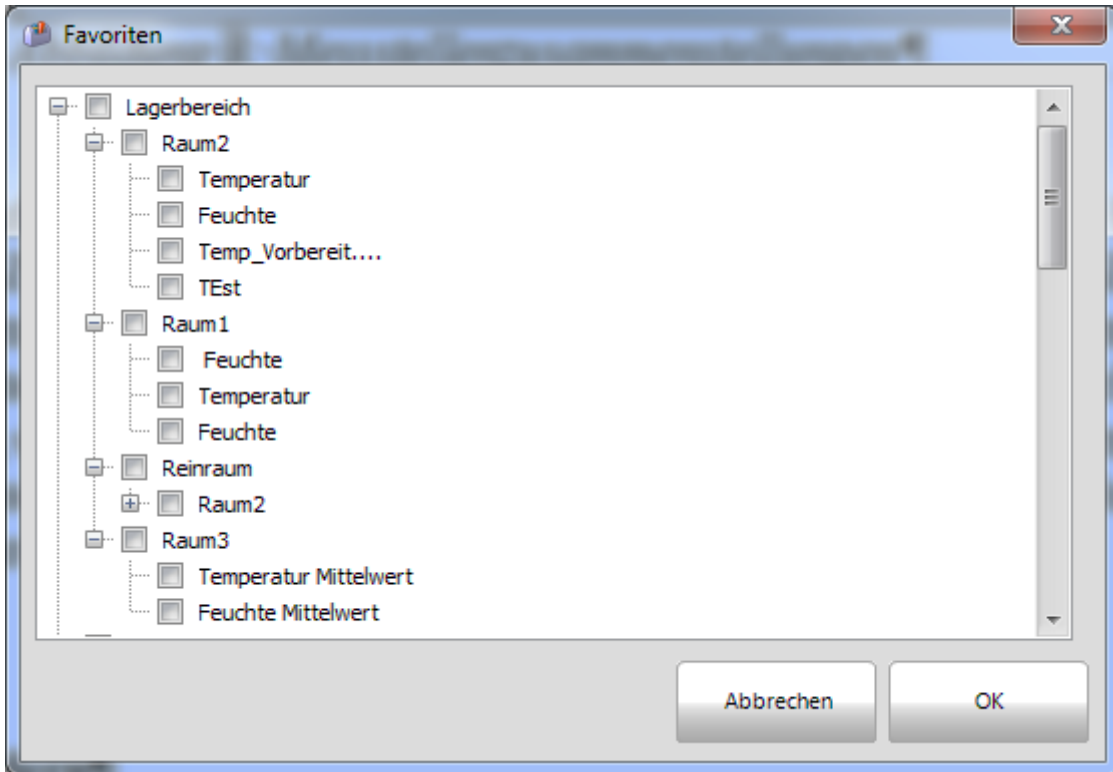 Favoriten
Lagerbereich
Raum2
Temperatur
Feuchte
Temp_Vorbereit....
TEst
Raum1
Feuchte
Temperatur
Feuchte
Reinraum
Raum2
Raum3
Temperatur Mittelwert
Feuchte Mittelwert
Abbrechen OK